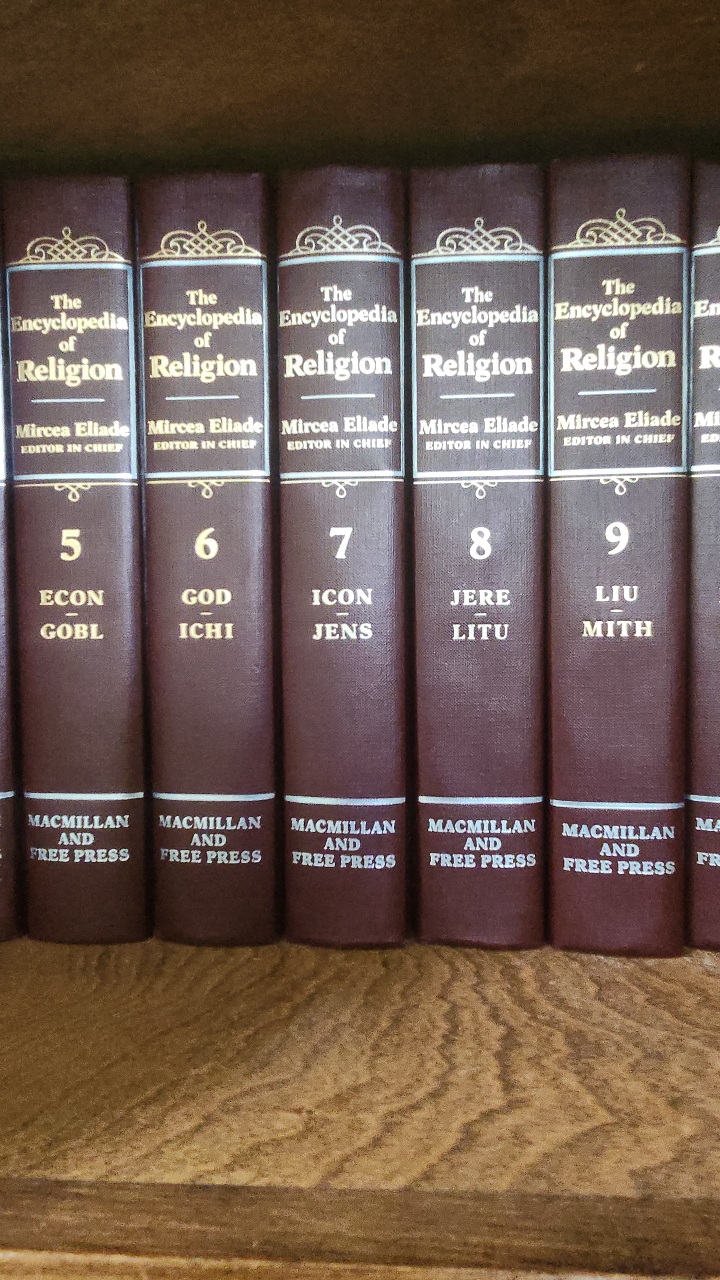 The
Encyclopedia
of
Religion
Mircea Eliade
EDITOR IN CHIEF
5
ECON
–
GOBL
MACMILLAN
AND
FREE PRESS
The
Encyclopedia
of
Religion
Mircea Eliade
EDITOR IN CHIEF
6
GOD
–
ICHI
MACMILLAN
AND
FREE PRESS
The
Encyclopedia
of
Religion
Mircea Eliade
EDITOR IN CHIEF
7
ICON
–
JENS
MACMILLAN
AND
FREE PRESS
The
Encyclopedia
of
Religion
Mircea Eliade
EDITOR IN CHIEF
8
JERE
–
LITU
MACMILLAN
AND
FREE PRESS
The
Encyclopedia
of
Religion
Mircea Eliade
EDITOR IN CHIEF
9
LIU
–
MITH
MACMILLAN
AND
FREE PRESS